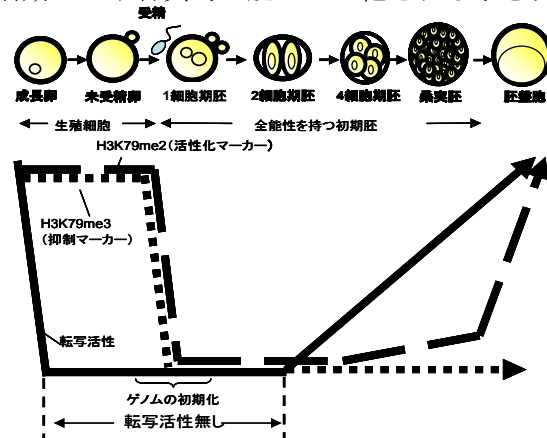 受精
成長卵
未受精卵
1細胞期胚
2細胞期胚
4細胞期胚
桑実胚
胚盤胞
生殖細胞
全能性を持つ初期胚
H3K79me2(活性化マーカー)
H3K79me3
(抑制マーカー)
転写活性
ゲノムの初期化
転写活性無し